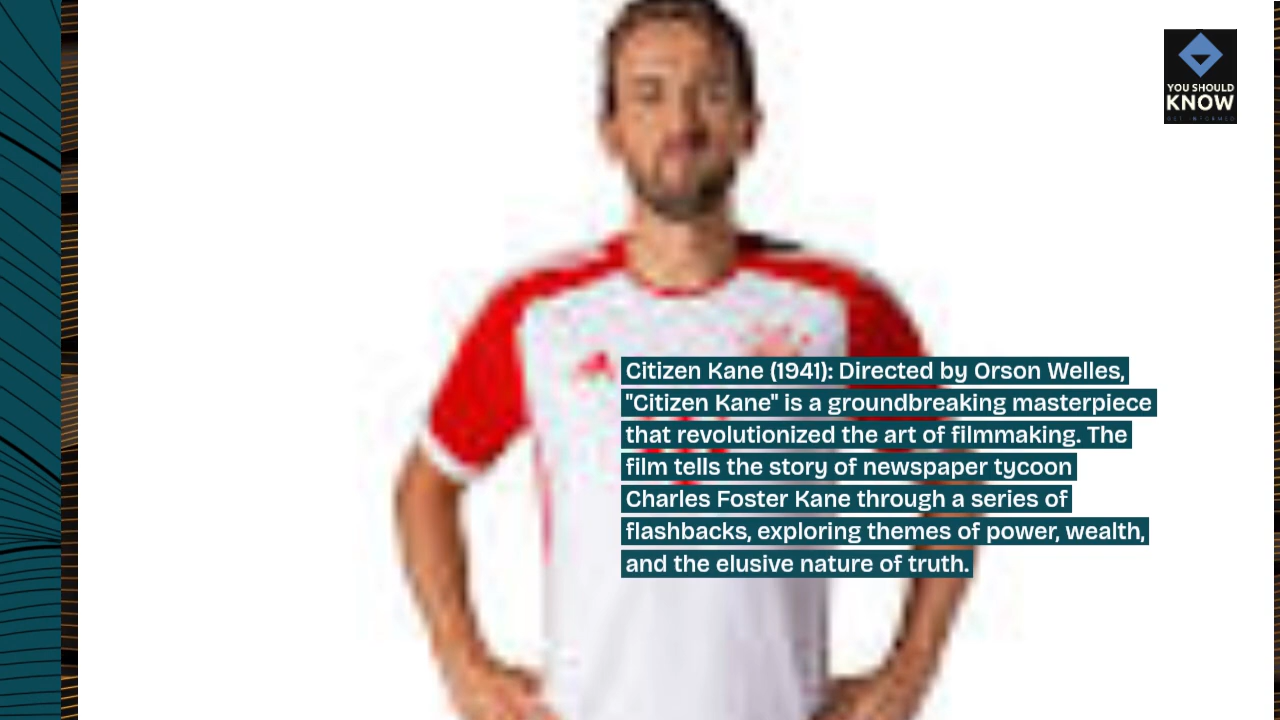 YOU SHOULD
KNOW
GET INFORMED
Citizen Kane (1941): Directed by Orson Welles,
"Citizen Kane" is a groundbreaking masterpiece
that revolutionized the art of filmmaking. The
film tells the story of newspaper tycoon
Charles Foster Kane through a series of
flashbacks, exploring themes of power, wealth,
and the elusive nature of truth.